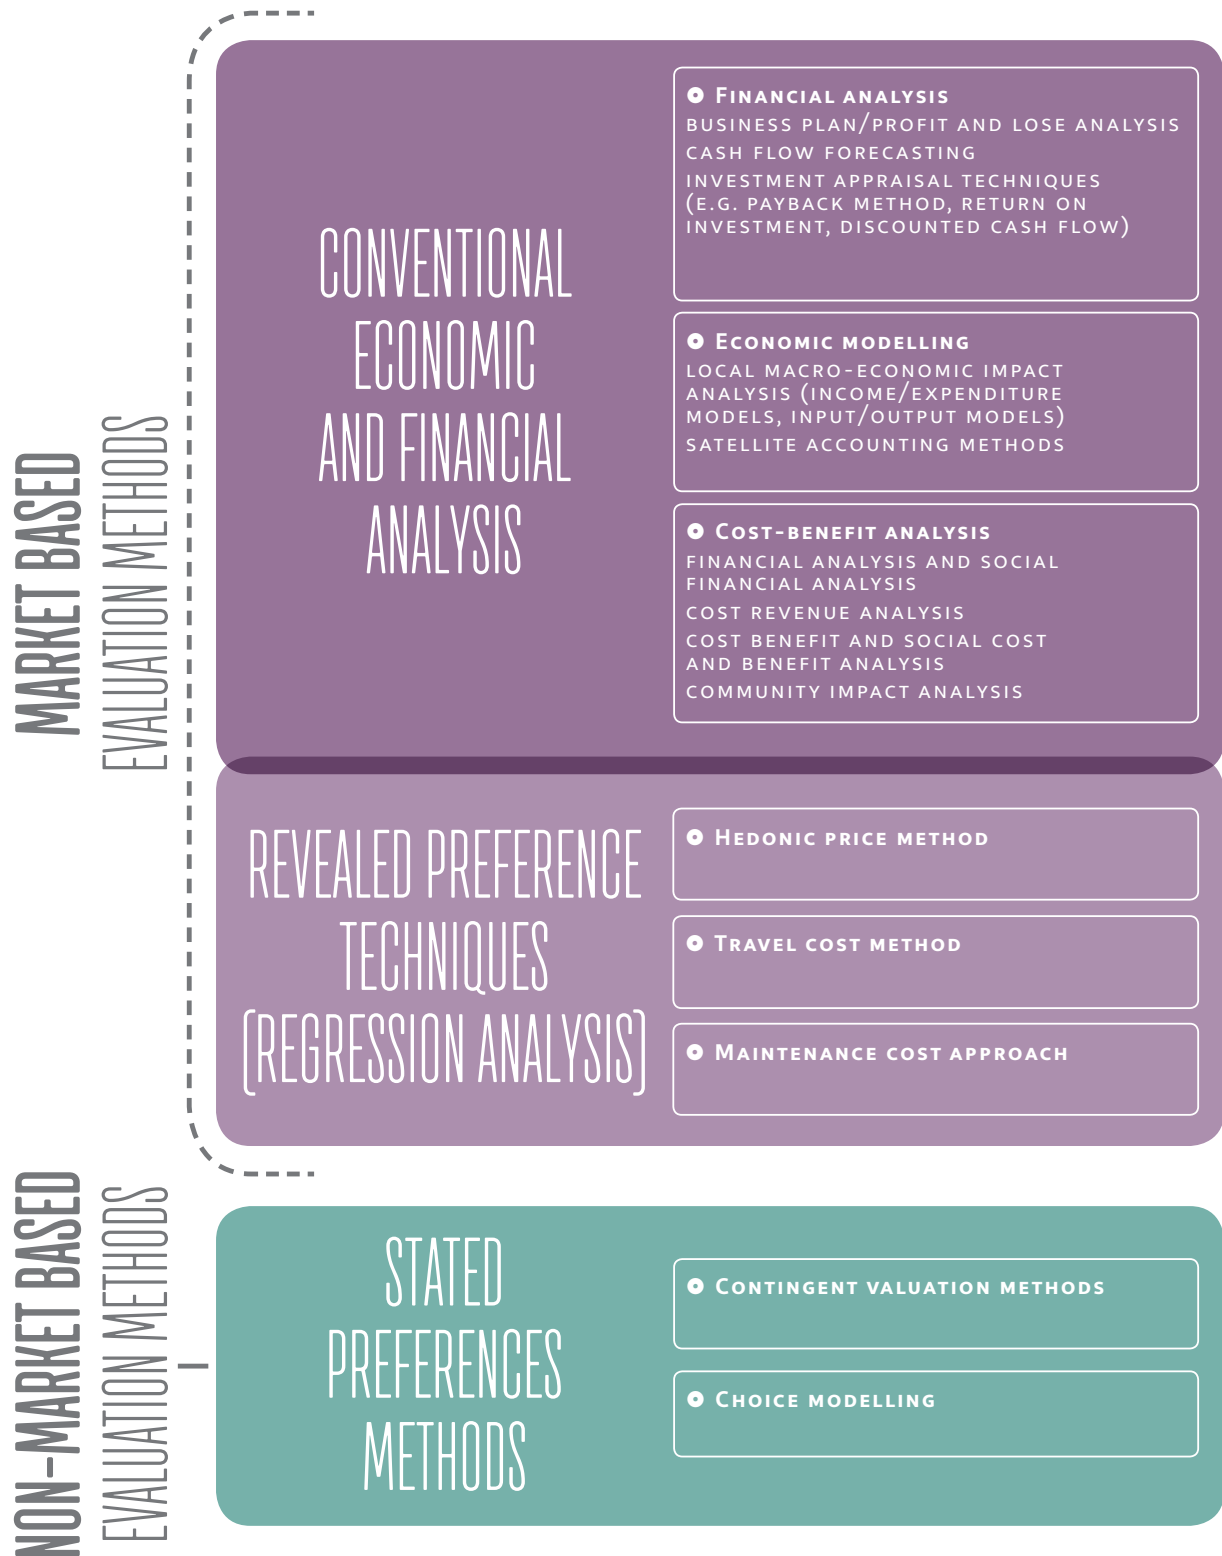 MARKET BASED
EVALUATION METHODS
CONVENTIONAL
ECONOMIC
AND FINANCIAL
ANALYSIS
FINANCIAL ANALYSIS
BUSINESS PLAN/PROFIT AND LOSE ANALYSIS
CASH FLOW FORECASTING
INVESTMENT APPRAISAL TECHNIQUES
(E.G. PAYBACK METHOD, RETURN ON
INVESTMENT, DISCOUNTED CASH FLOW)
ECONOMIC MODELLING
LOCAL MACRO-ECONOMIC IMPACT
ANALYSIS (INCOME/EXPENDITURE
MODELS, INPUT/OUTPUT MODELS)
SATELLITE ACCOUNTING METHODS
COST-BENEFIT ANALYSIS
FINANCIAL ANALYSIS AND SOCIAL
FINANCIAL ANALYSIS
COST REVENUE ANALYSIS
COST BENEFIT AND SOCIAL COST
AND BENEFIT ANALYSIS
COMMUNITY IMPACT ANALYSIS
REVEALED PREFERENCE
TECHNIQUES
(REGRESSION ANALYSIS)
HEDONIC PRICE METHOD
TRAVEL COST METHOD
MAINTENANCE COST APPROACH
NON-MARKET BASED
EVALUATION METHODS
STATED
PREFERENCES
METHODS
CONTINGENT VALUATION METHODS
CHOICE MODELLING